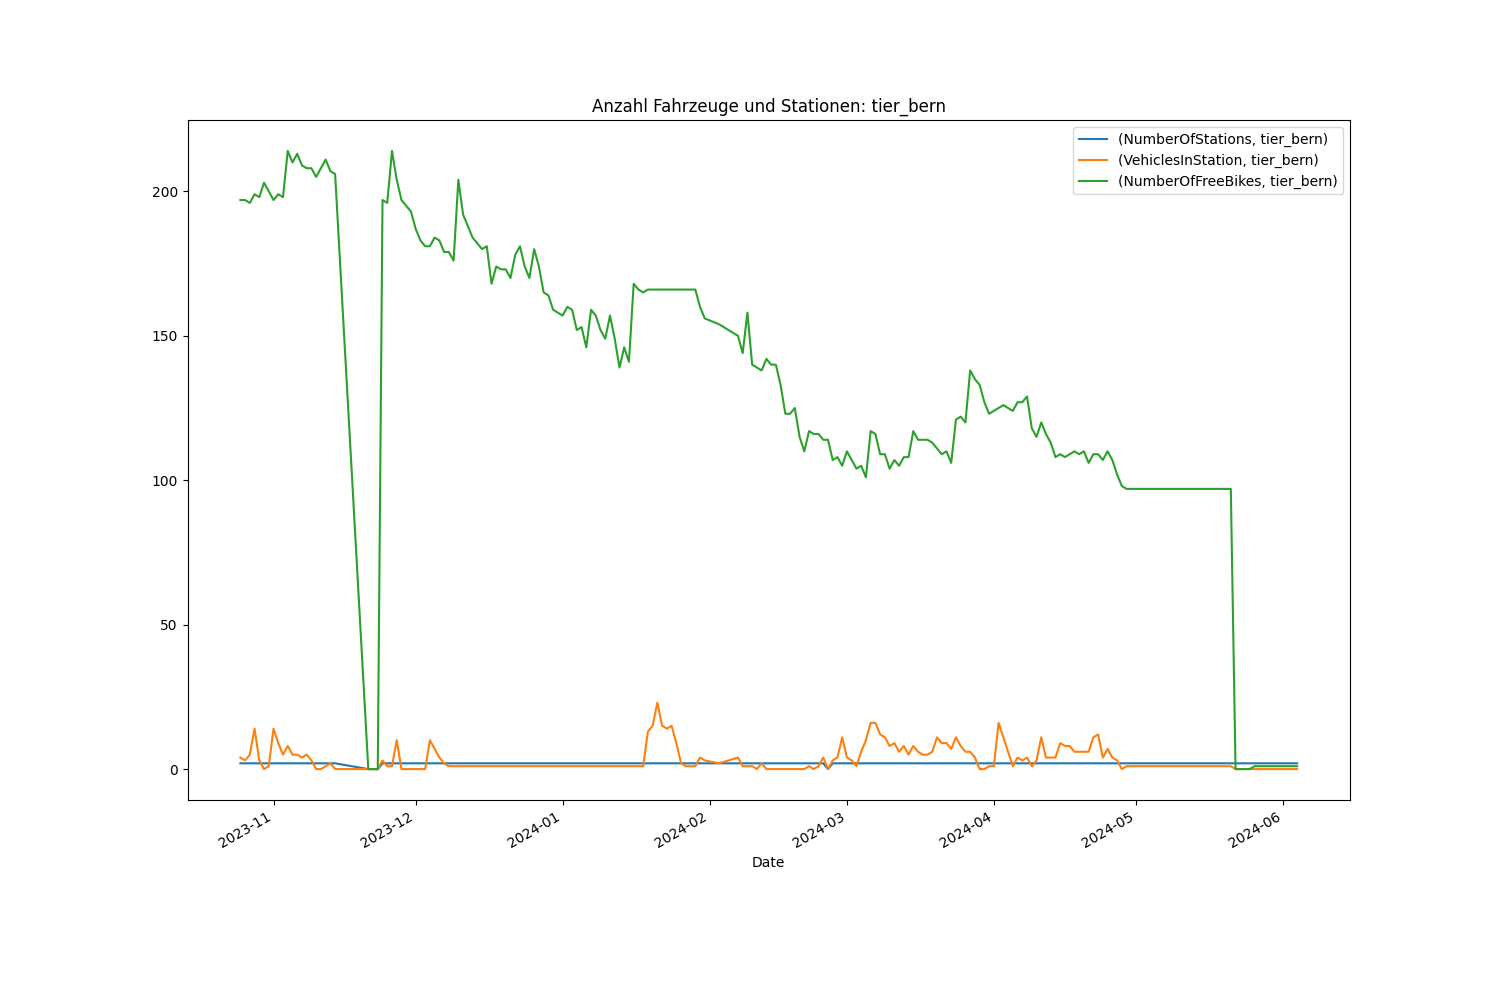 Anzahl Fahrzeuge und Stationen: tier_bern
(NumberOfStations, tier_bern)
(VehiclesInStation, tier_bern)
(NumberOfFreeBikes, tier_bern)
200
150
100
50
0
2023-11
2023-12
2024-01
2024-02
2024-03
2024-04
2024-05
2024-06
Date